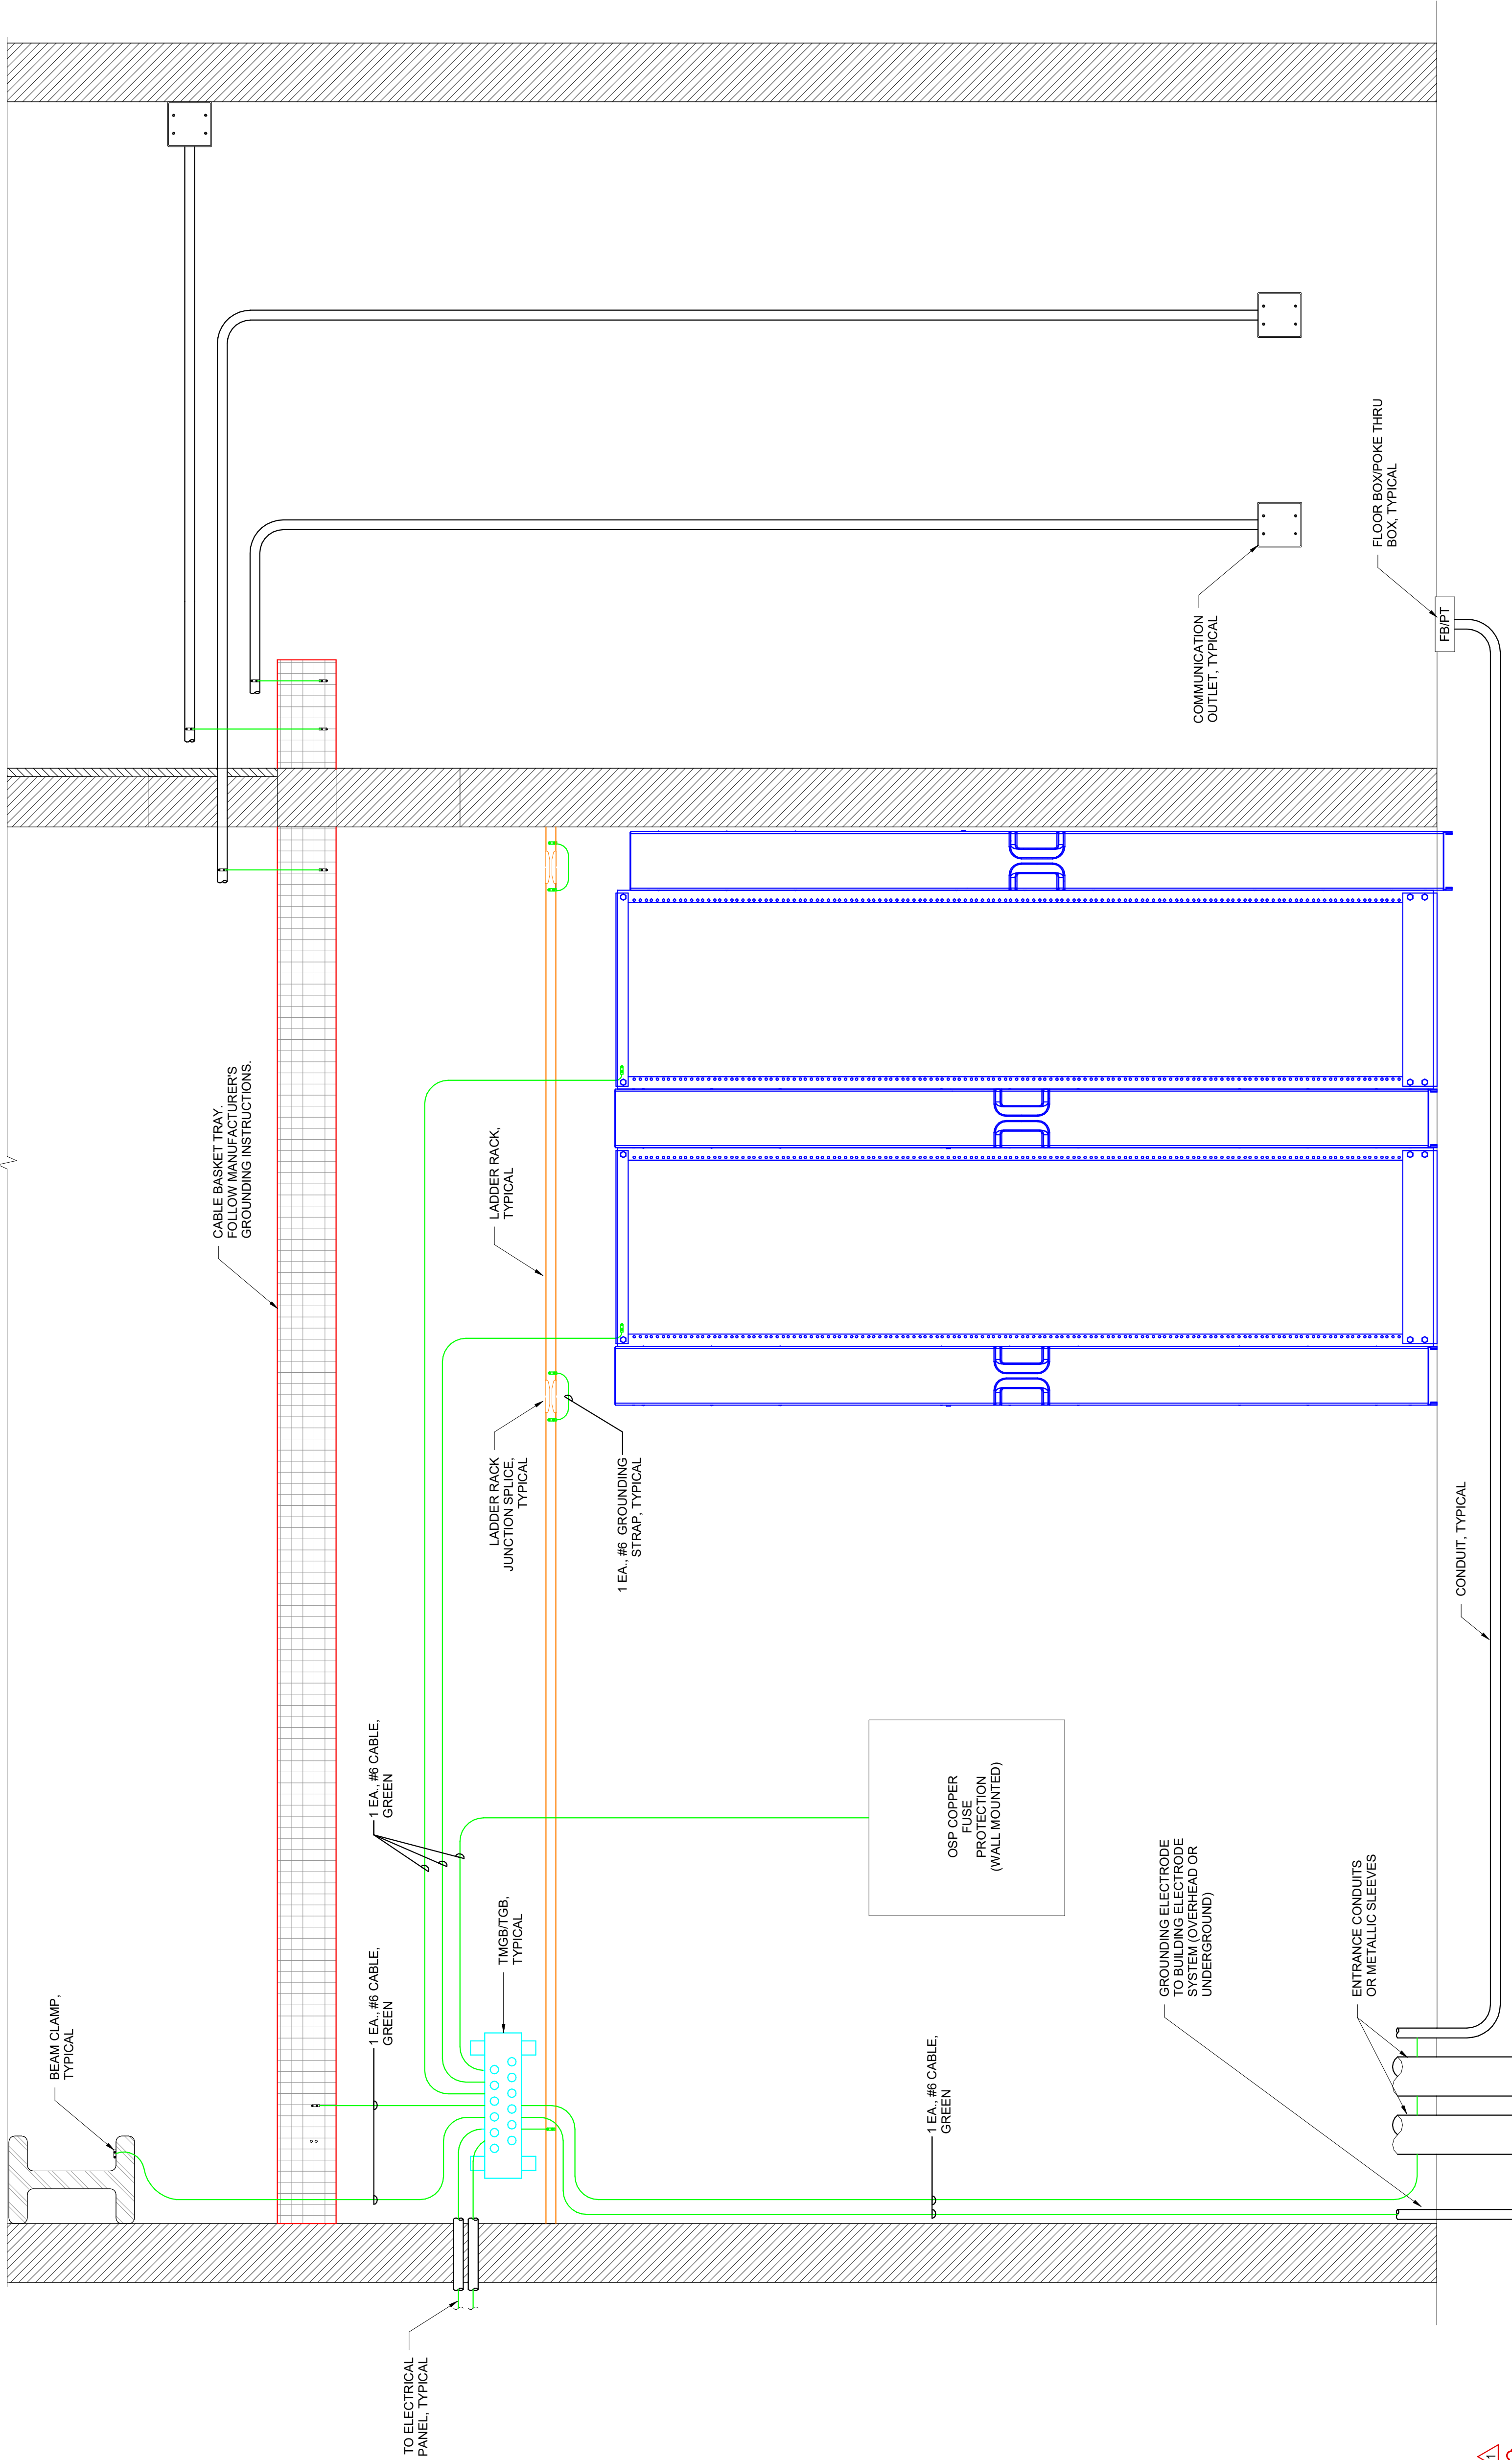 BEAM CLAMP,
TYPICAL
CABLE BASKET TRAY.
FOLLOW MANUFACTURER'S
GROUNDING INSTRUCTIONS.
1 EA., #6 CABLE,
GREEN
1 EA., #6 CABLE,
GREEN
TO ELECTRICAL
PANEL, TYPICAL
TMGB/TGB,
TYPICAL
LADDER RACK
JUNCTION SPLICE,
TYPICAL
LADDER RACK,
TYPICAL
1 EA., #6 GROUNDING
STRAP, TYPICAL
1 EA., #6 CABLE,
GREEN
OSP COPPER
FUSE
PROTECTION
(WALL MOUNTED)
GROUNDING ELECTRODE
TO BUILDING ELECTRODE
SYSTEM (OVERHEAD OR
UNDERGROUND)
COMMUNICATION
OUTLET, TYPICAL
ENTRANCE CONDUITS
OR METALLIC SLEEVES
FLOOR BOX/POKE THRU
BOX, TYPICAL
FB/PT
CONDUIT, TYPICAL
1